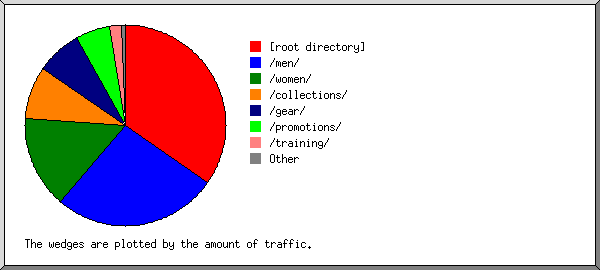 [root directory]
/men/
/women/
/collections/
/gear/
/promotions/
/training/
Other
The wedges are plotted by the amount of traffic.